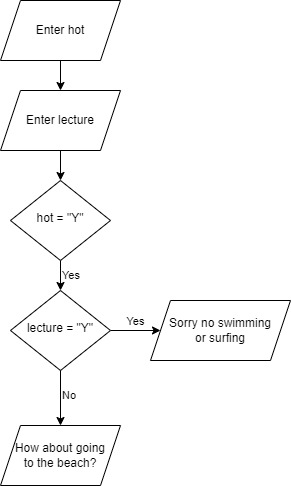 Enter hot
Enter lecture
hot = "Y"
Yes
lecture = "Y"
Yes
Sorry no swimming
or surfing
No
How about going
to the beach?